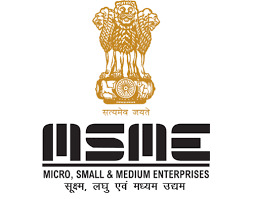 सत्यमेव जयते
MSME
MICRO, SMALL & MEDIUM ENTERPRISES
सूक्ष्म, लघु एवं मध्यम उद्यम